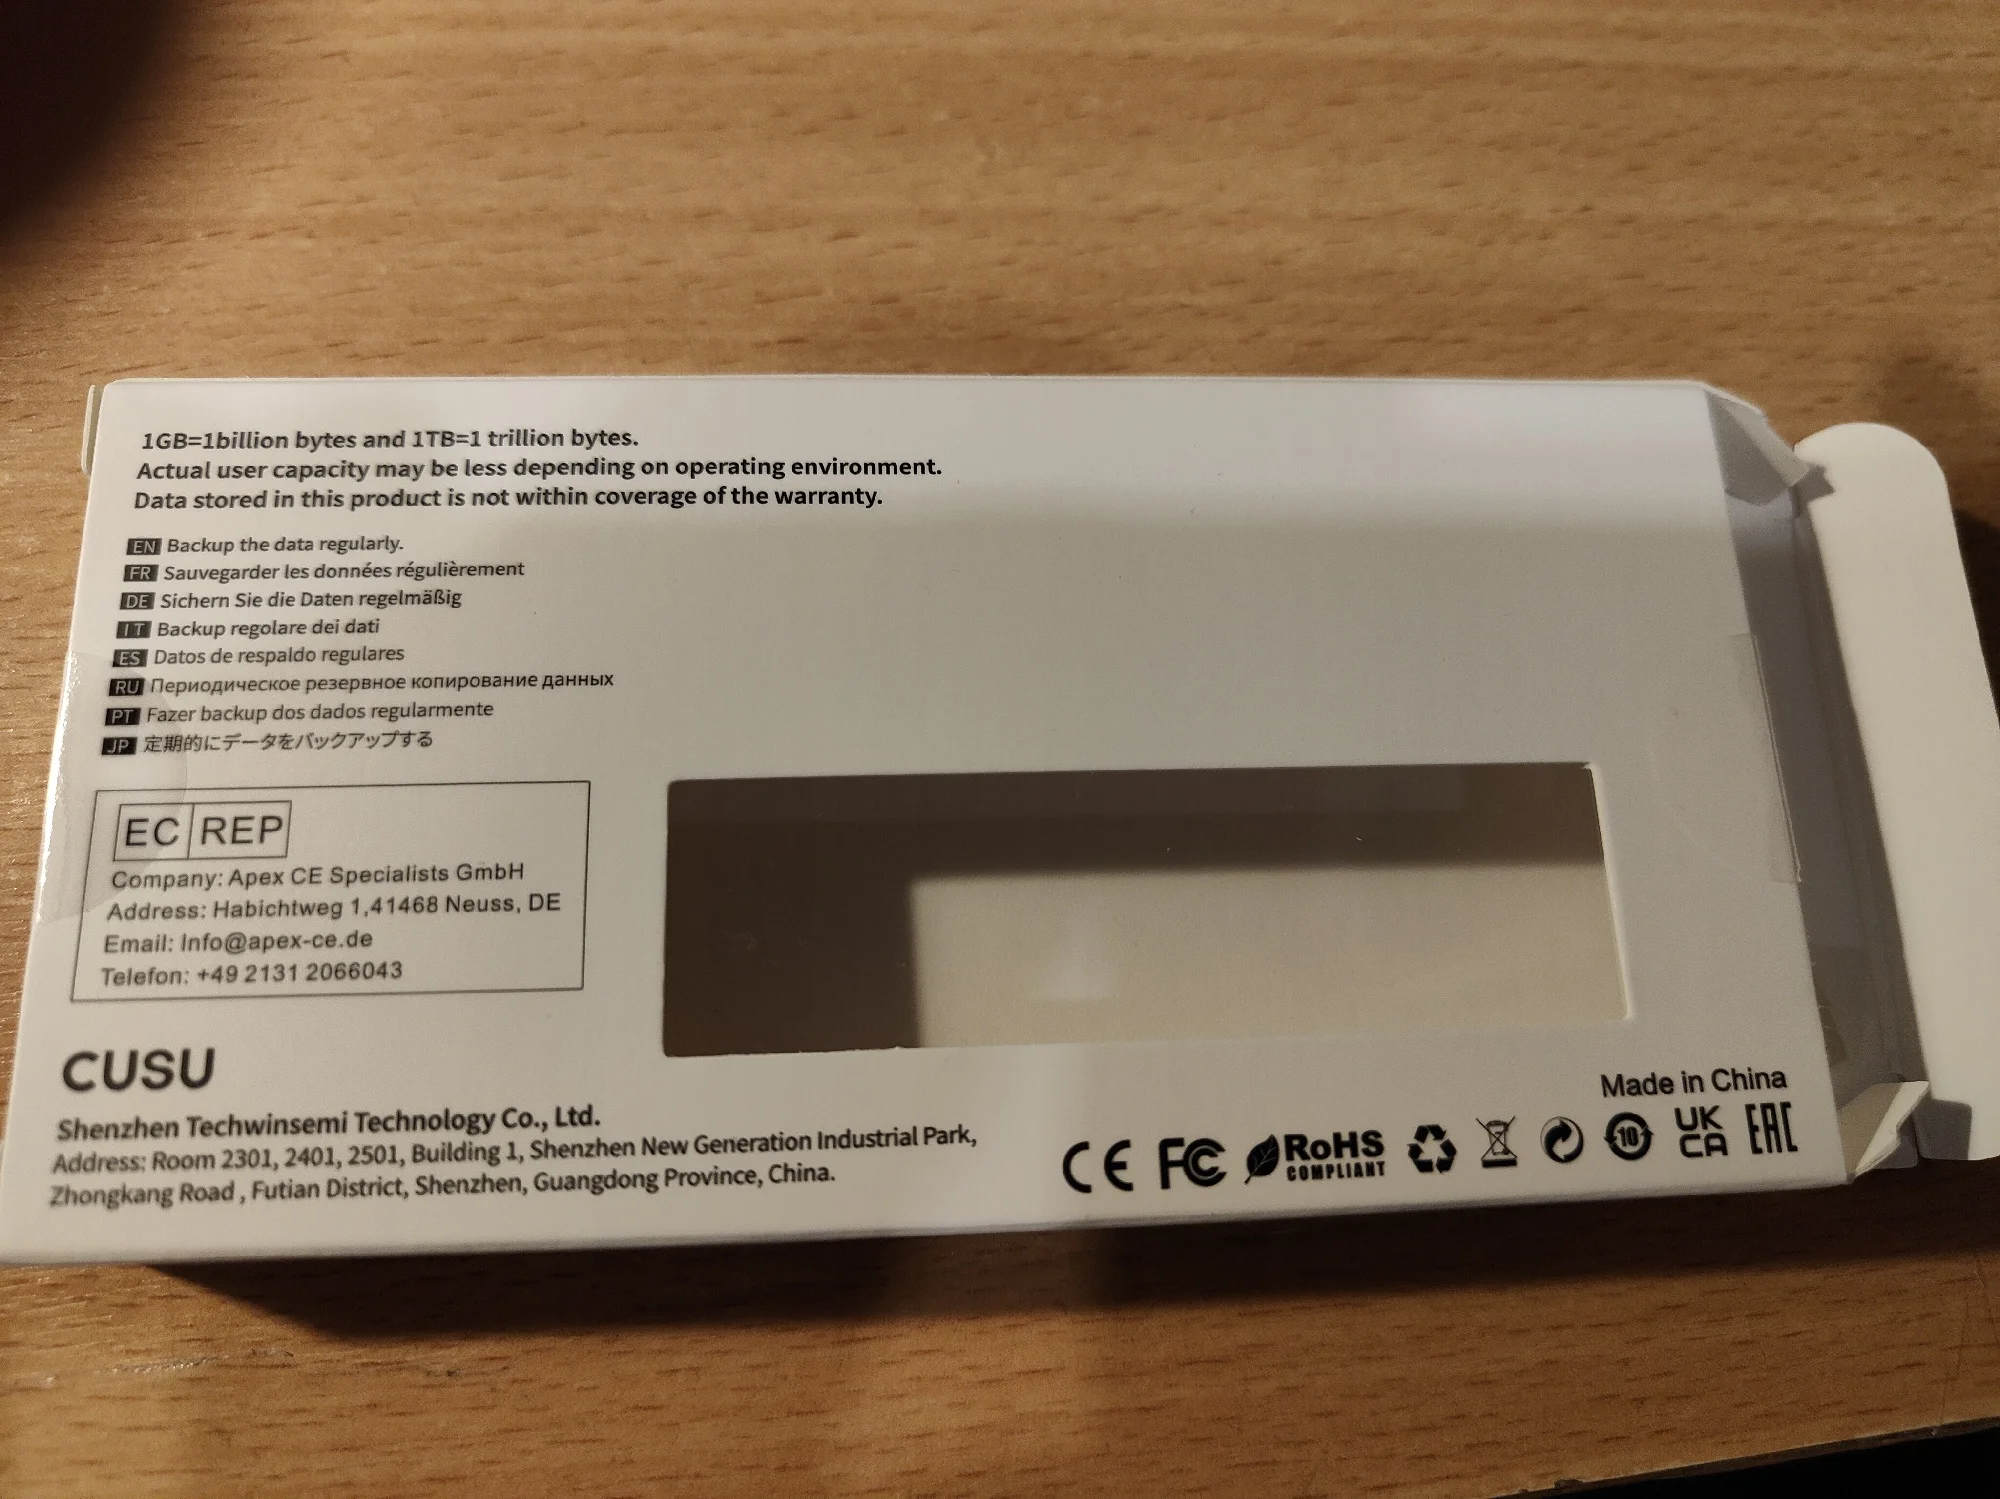 1GB=1billion bytes and 1TB=1 trillion bytes.
Actual user capacity may be less depending on operating environment.
Data stored in this product is not within coverage of the warranty.
EN Backup the data regularly.
FR Sauvegarder les données régulièrement
DE Sichern Sie die Daten regelmäßig
IT Backup regolare dei dati
ES Datos de respaldo regulares
RU Периодическое резервное копирование данных
PT Fazer backup dos dados regularmente
JP 定期的にデータをバックアップする
EC REP
Company: Apex CE Specialists GmbH
Address: Habichtweg 1,41468 Neuss, DE
Email: Info@apex-ce.de
Telefon: +49 2131 2066043
CUSU
Shenzhen Techwinsemi Technology Co., Ltd.
Address: Room 2301, 2401, 2501, Building 1, Shenzhen New Generation Industrial Park,
Zhongkang Road , Futian District, Shenzhen, Guangdong Province, China.
Made in China
CE FC RoHS COMPLIANT 10 UK CA EAC